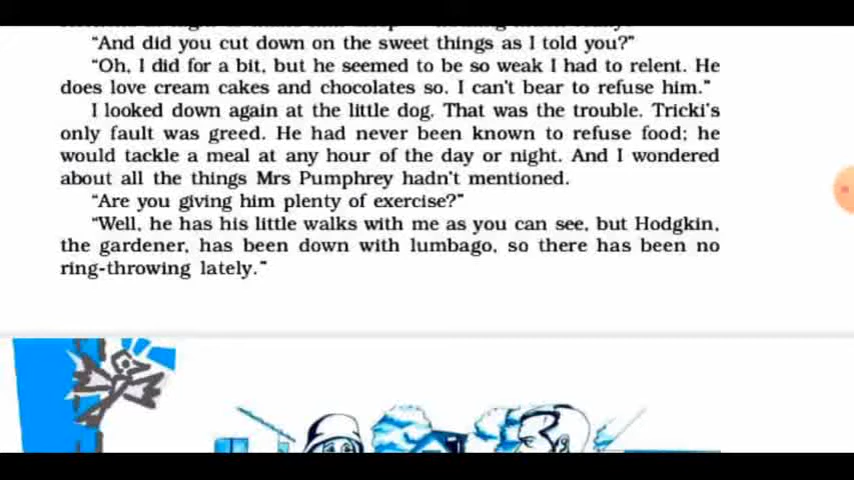 "And did you cut down on the sweet things as I told you?"
"Oh, I did for a bit, but he seemed to be so weak I had to relent. He
does love cream cakes and chocolates so. I can't bear to refuse him."
I looked down again at the little dog. That was the trouble. Tricki's
only fault was greed. He had never been known to refuse food; he
would tackle a meal at any hour of the day or night. And I wondered
about all the things Mrs Pumphrey hadn't mentioned.
"Are you giving him plenty of exercise?"
"Well, he has his little walks with me as you can see, but Hodgkin,
the gardener, has been down with lumbago, so there has been no
ring-throwing lately."